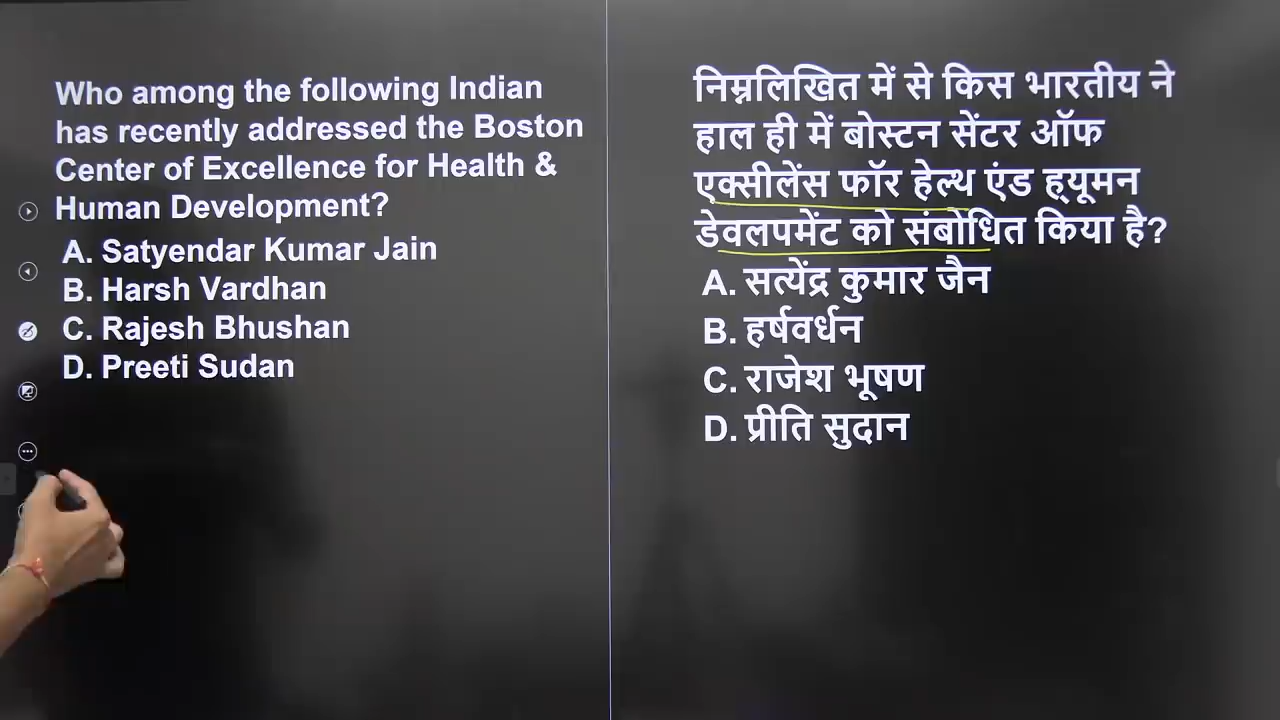 Who among the following Indian
has recently addressed the Boston
Center of Excellence for Health &
Human Development?
A. Satyendar Kumar Jain
B. Harsh Vardhan
C. Rajesh Bhushan
D. Preeti Sudan
निम्नलिखित में से किस भारतीय ने
हाल ही में बोस्टन सेंटर ऑफ
एक्सीलेंस फॉर हेल्थ एंड ह्यूमन
डेवलपमेंट को संबोधित किया है?
A. सत्येंद्र कुमार जैन
B. हर्षवर्धन
C. राजेश भूषण
D. प्रीति सुदान